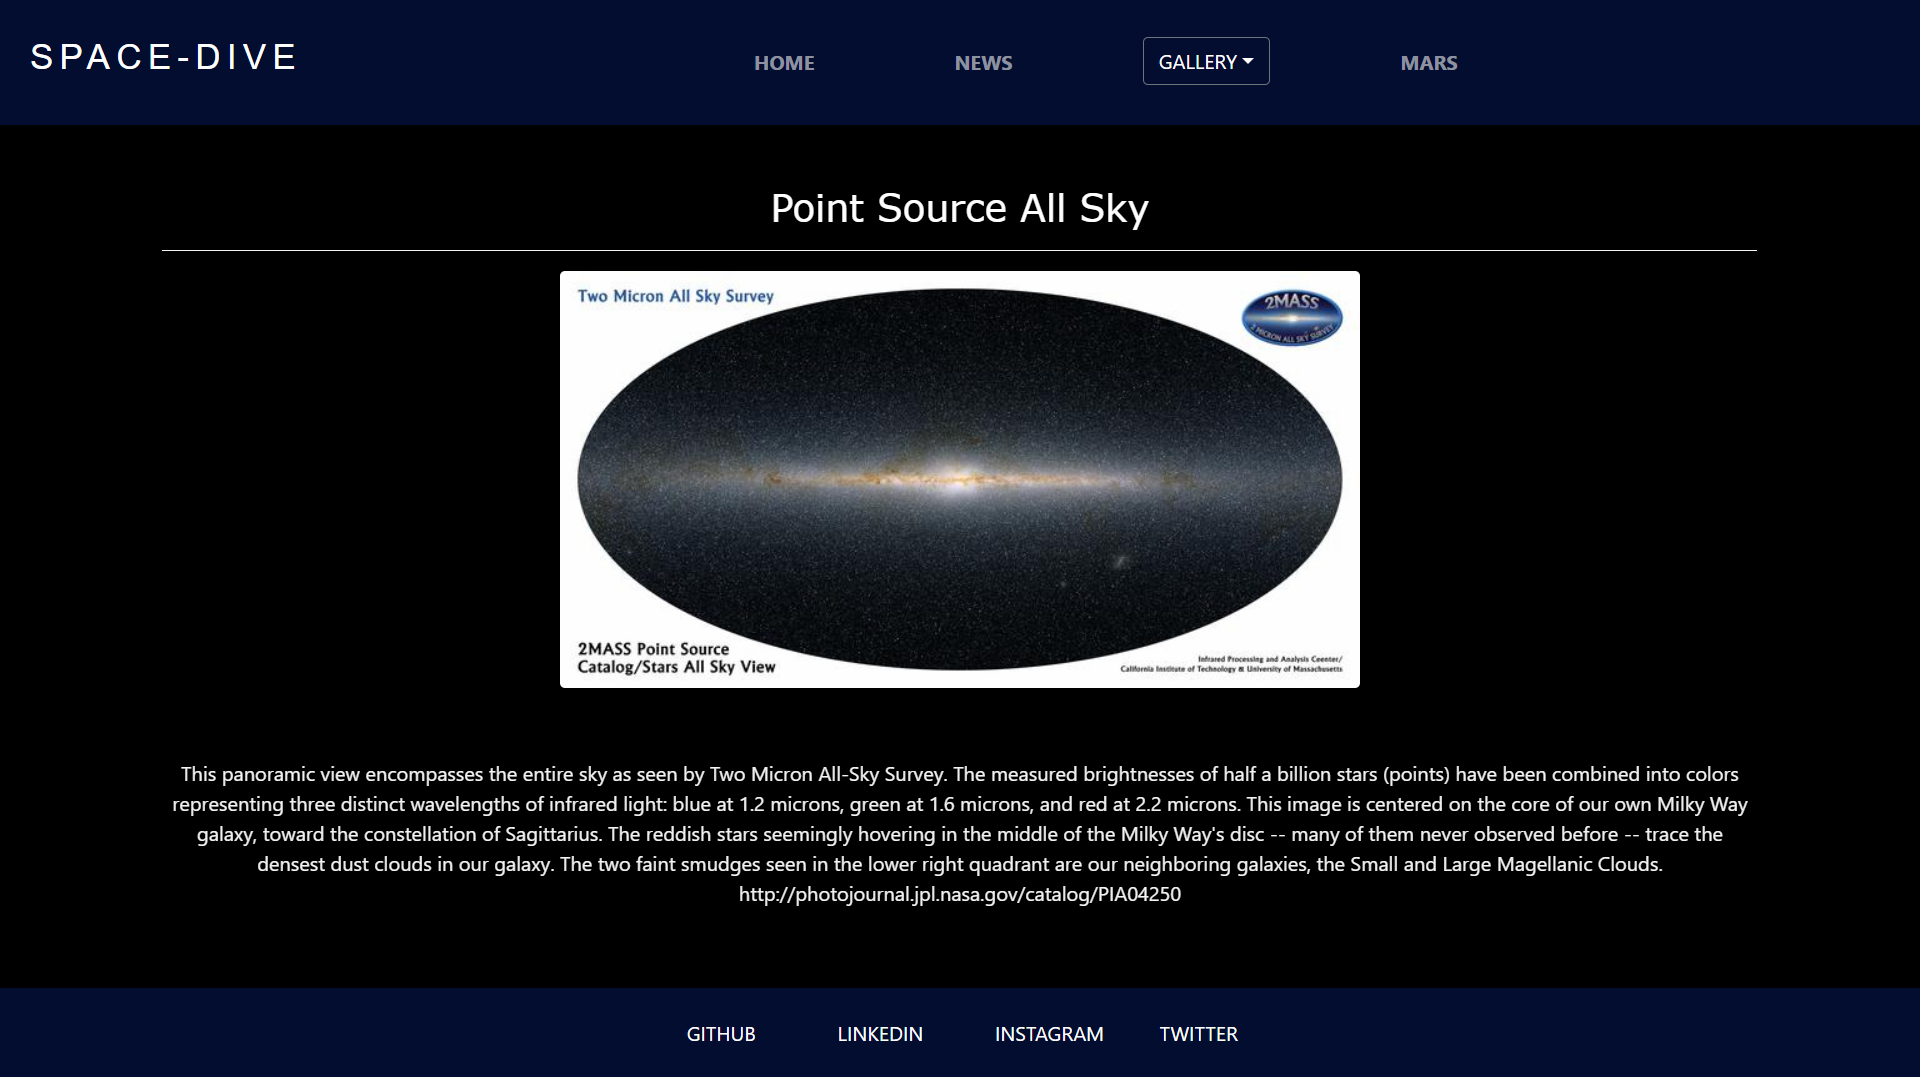 SPACE-DIVE
HOME NEWS GALLERY MARS
Point Source All Sky
Two Micron All Sky Survey
2MASS
2 MICRON ALL SKY SURVEY
2MASS Point Source
Catalog/Stars All Sky View
Infrared Processing and Analysis Ceenter/
California Institute of Technology & University of Massachusetts
This panoramic view encompasses the entire sky as seen by Two Micron All-Sky Survey. The measured brightnesses of half a billion stars (points) have been combined into colors
representing three distinct wavelengths of infrared light: blue at 1.2 microns, green at 1.6 microns, and red at 2.2 microns. This image is centered on the core of our own Milky Way
galaxy, toward the constellation of Sagittarius. The reddish stars seemingly hovering in the middle of the Milky Way's disc -- many of them never observed before -- trace the
densest dust clouds in our galaxy. The two faint smudges seen in the lower right quadrant are our neighboring galaxies, the Small and Large Magellanic Clouds.
http://photojournal.jpl.nasa.gov/catalog/PIA04250
GITHUB LINKEDIN INSTAGRAM TWITTER